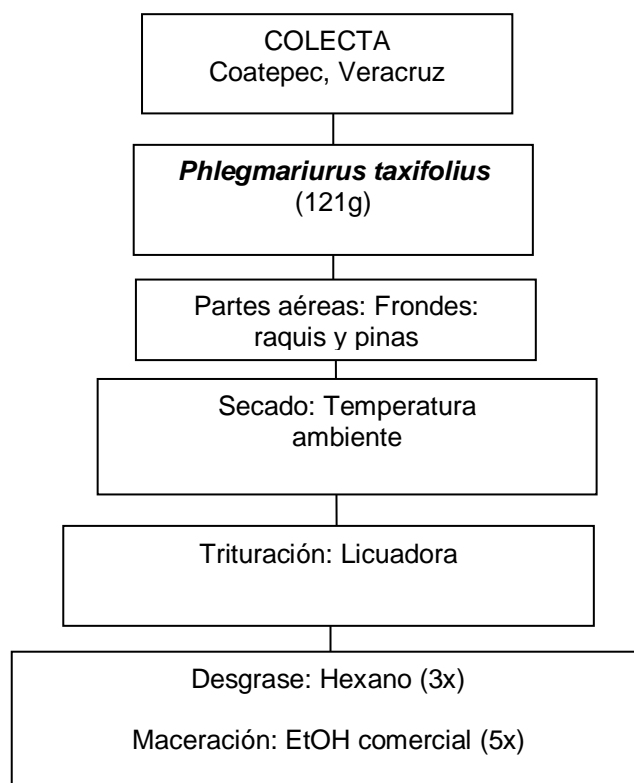 COLECTA
Coatepec, Veracruz
Phlegmariurus taxifolius
(121g)
Partes aéreas: Frondes:
raquis y pinas
Secado: Temperatura
ambiente
Trituración: Licuadora
Desgrase: Hexano (3x)
Maceración: EtOH comercial (5x)